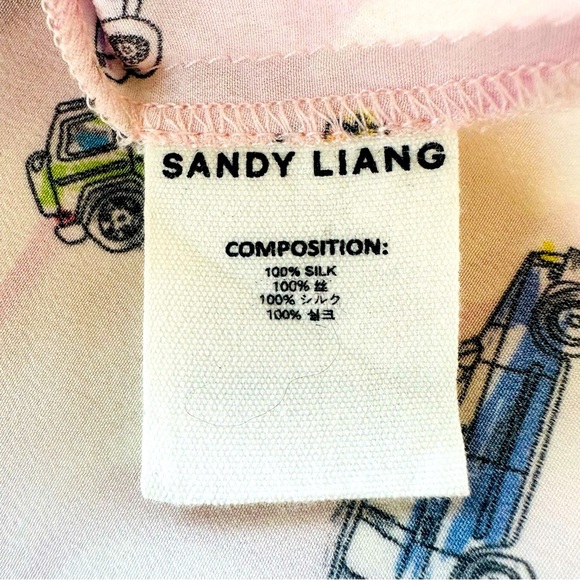 SANDY LIANG
COMPOSITION:
100% SILK
100% 丝
100% シルク
100% 실크